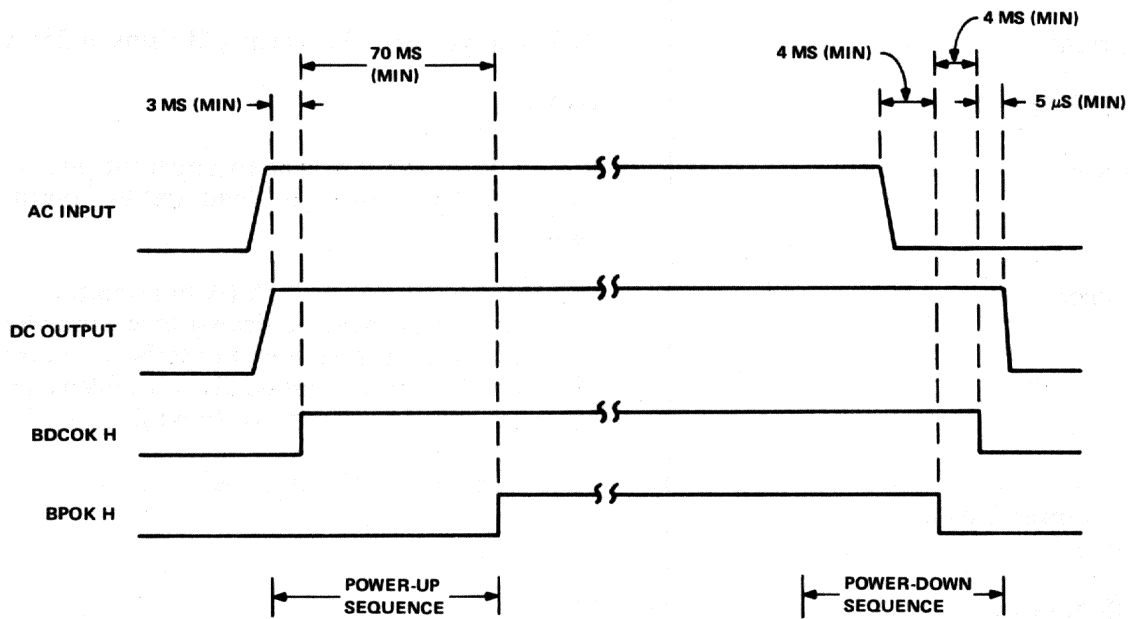 4 MS (MIN)
70 MS
(MIN)
4 MS (MIN)
3 MS (MIN)
5 µS (MIN)
AC INPUT
DC OUTPUT
BDCOK H
BPOK H
POWER-UP
SEQUENCE
POWER-DOWN
SEQUENCE